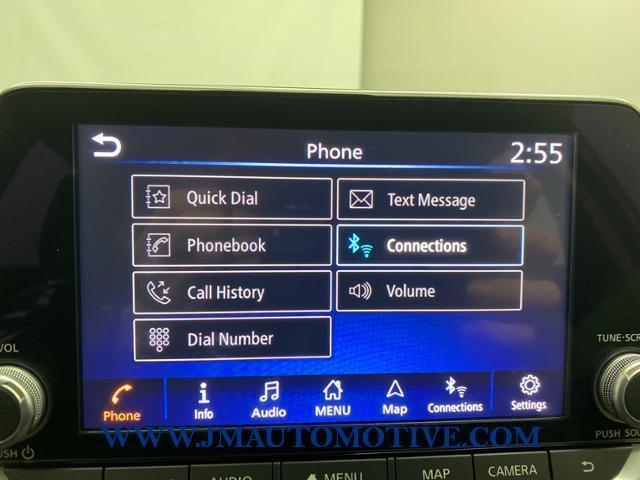 Phone 2:55
Quick Dial Text Message
Phonebook Connections
Call History Volume
Dial Number
VOL
TUNE·SCR
Phone Info Audio MENU Map Connections Settings
PUSH SOU
WWW.JMAUTOMOTIVE.COM
AUDIO MENU MAP CAMERA